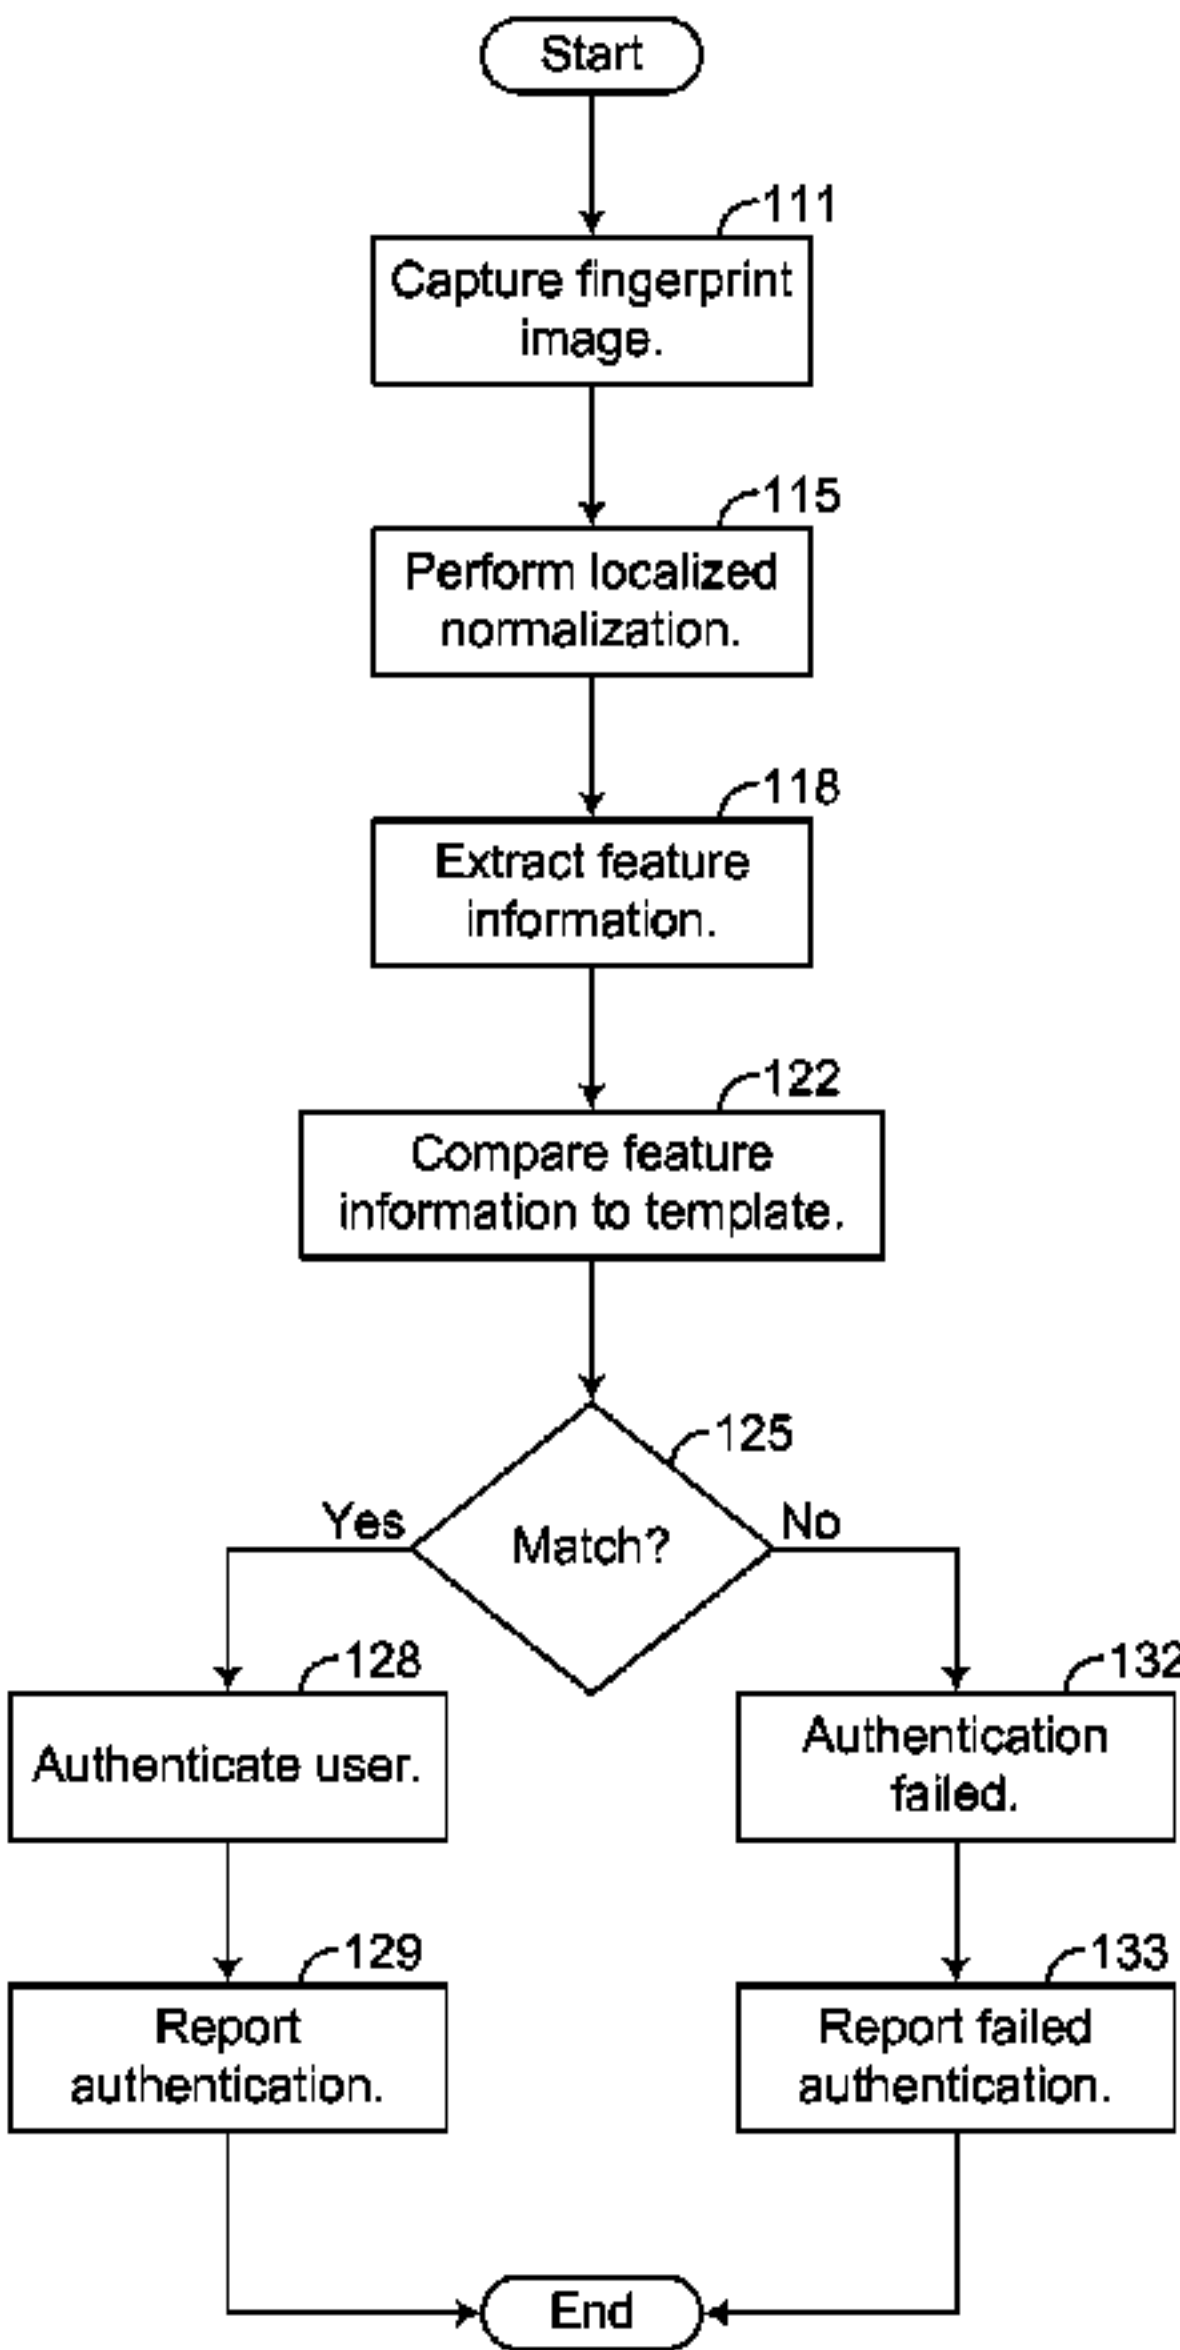 Start
111
Capture fingerprint
image.
115
Perform localized
normalization.
118
Extract feature
information.
122
Compare feature
information to template.
125
Yes
Match?
No
128
Authenticate user.
132
Authentication
failed.
129
Report
authentication.
133
Report failed
authentication.
End